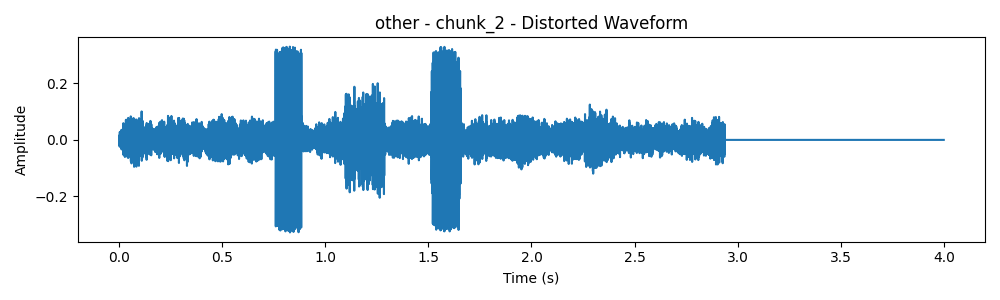 other - chunk_2 - Distorted Waveform
Amplitude
0.2
0.0
−0.2
0.0 0.5 1.0 1.5 2.0 2.5 3.0 3.5 4.0
Time (s)